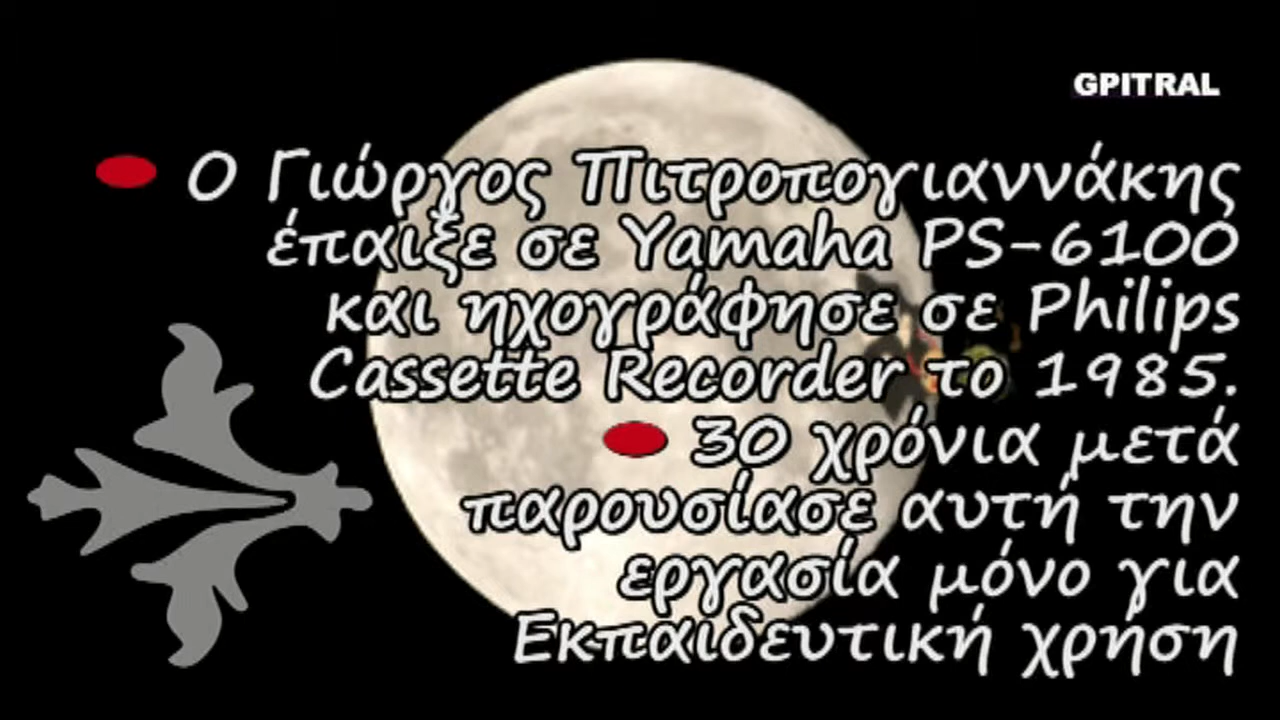 GPITRAL
Ο Γιώργος Πιτροπογιαννάκης
έπαιξε σε Yamaha PS-6100
και ηχογράφησε σε Philips
Cassette Recorder το 1985.
30 χρόνια μετά
παρουσίασε αυτή την
εργασία μόνο για
Εκπαιδευτική χρήση